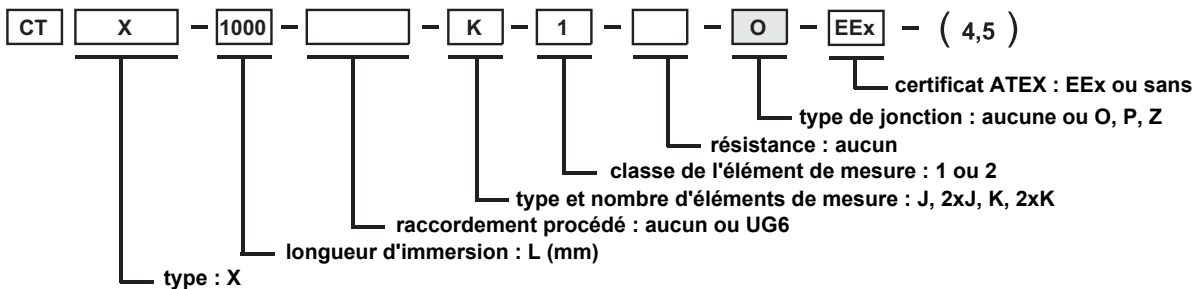 CT X – 1000 – – K – 1 – – O – EEx – ( 4,5 )
certificat ATEX : EEx ou sans
type de jonction : aucune ou O, P, Z
résistance : aucun
classe de l'élément de mesure : 1 ou 2
type et nombre d'éléments de mesure : J, 2xJ, K, 2xK
raccordement procédé : aucun ou UG6
longueur d'immersion : L (mm)
type : X